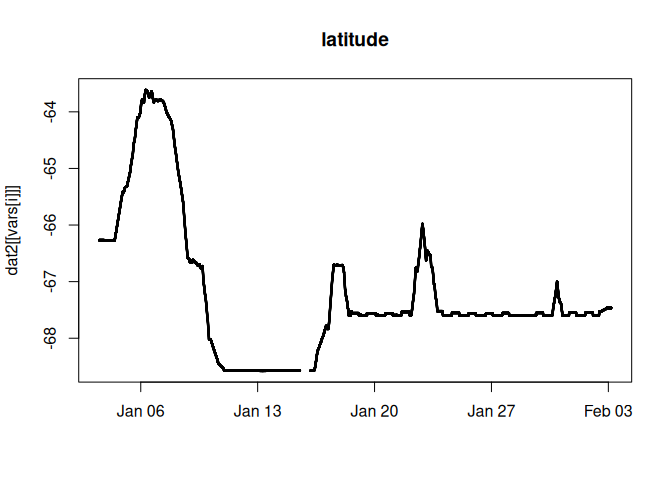 latitude
dat2[[vars[i]]]
-64
-65
-66
-67
-68
Jan 06
Jan 13
Jan 20
Jan 27
Feb 03